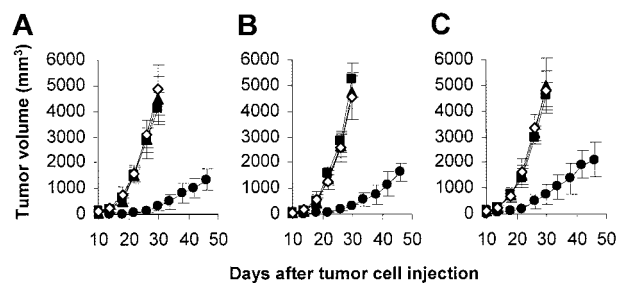 A B C
Tumor volume (mm³)
6000 6000 6000
5000 5000 5000
4000 4000 4000
3000 3000 3000
2000 2000 2000
1000 1000 1000
0 0 0
10 20 30 40 50 10 20 30 40 50 10 20 30 40 50
Days after tumor cell injection